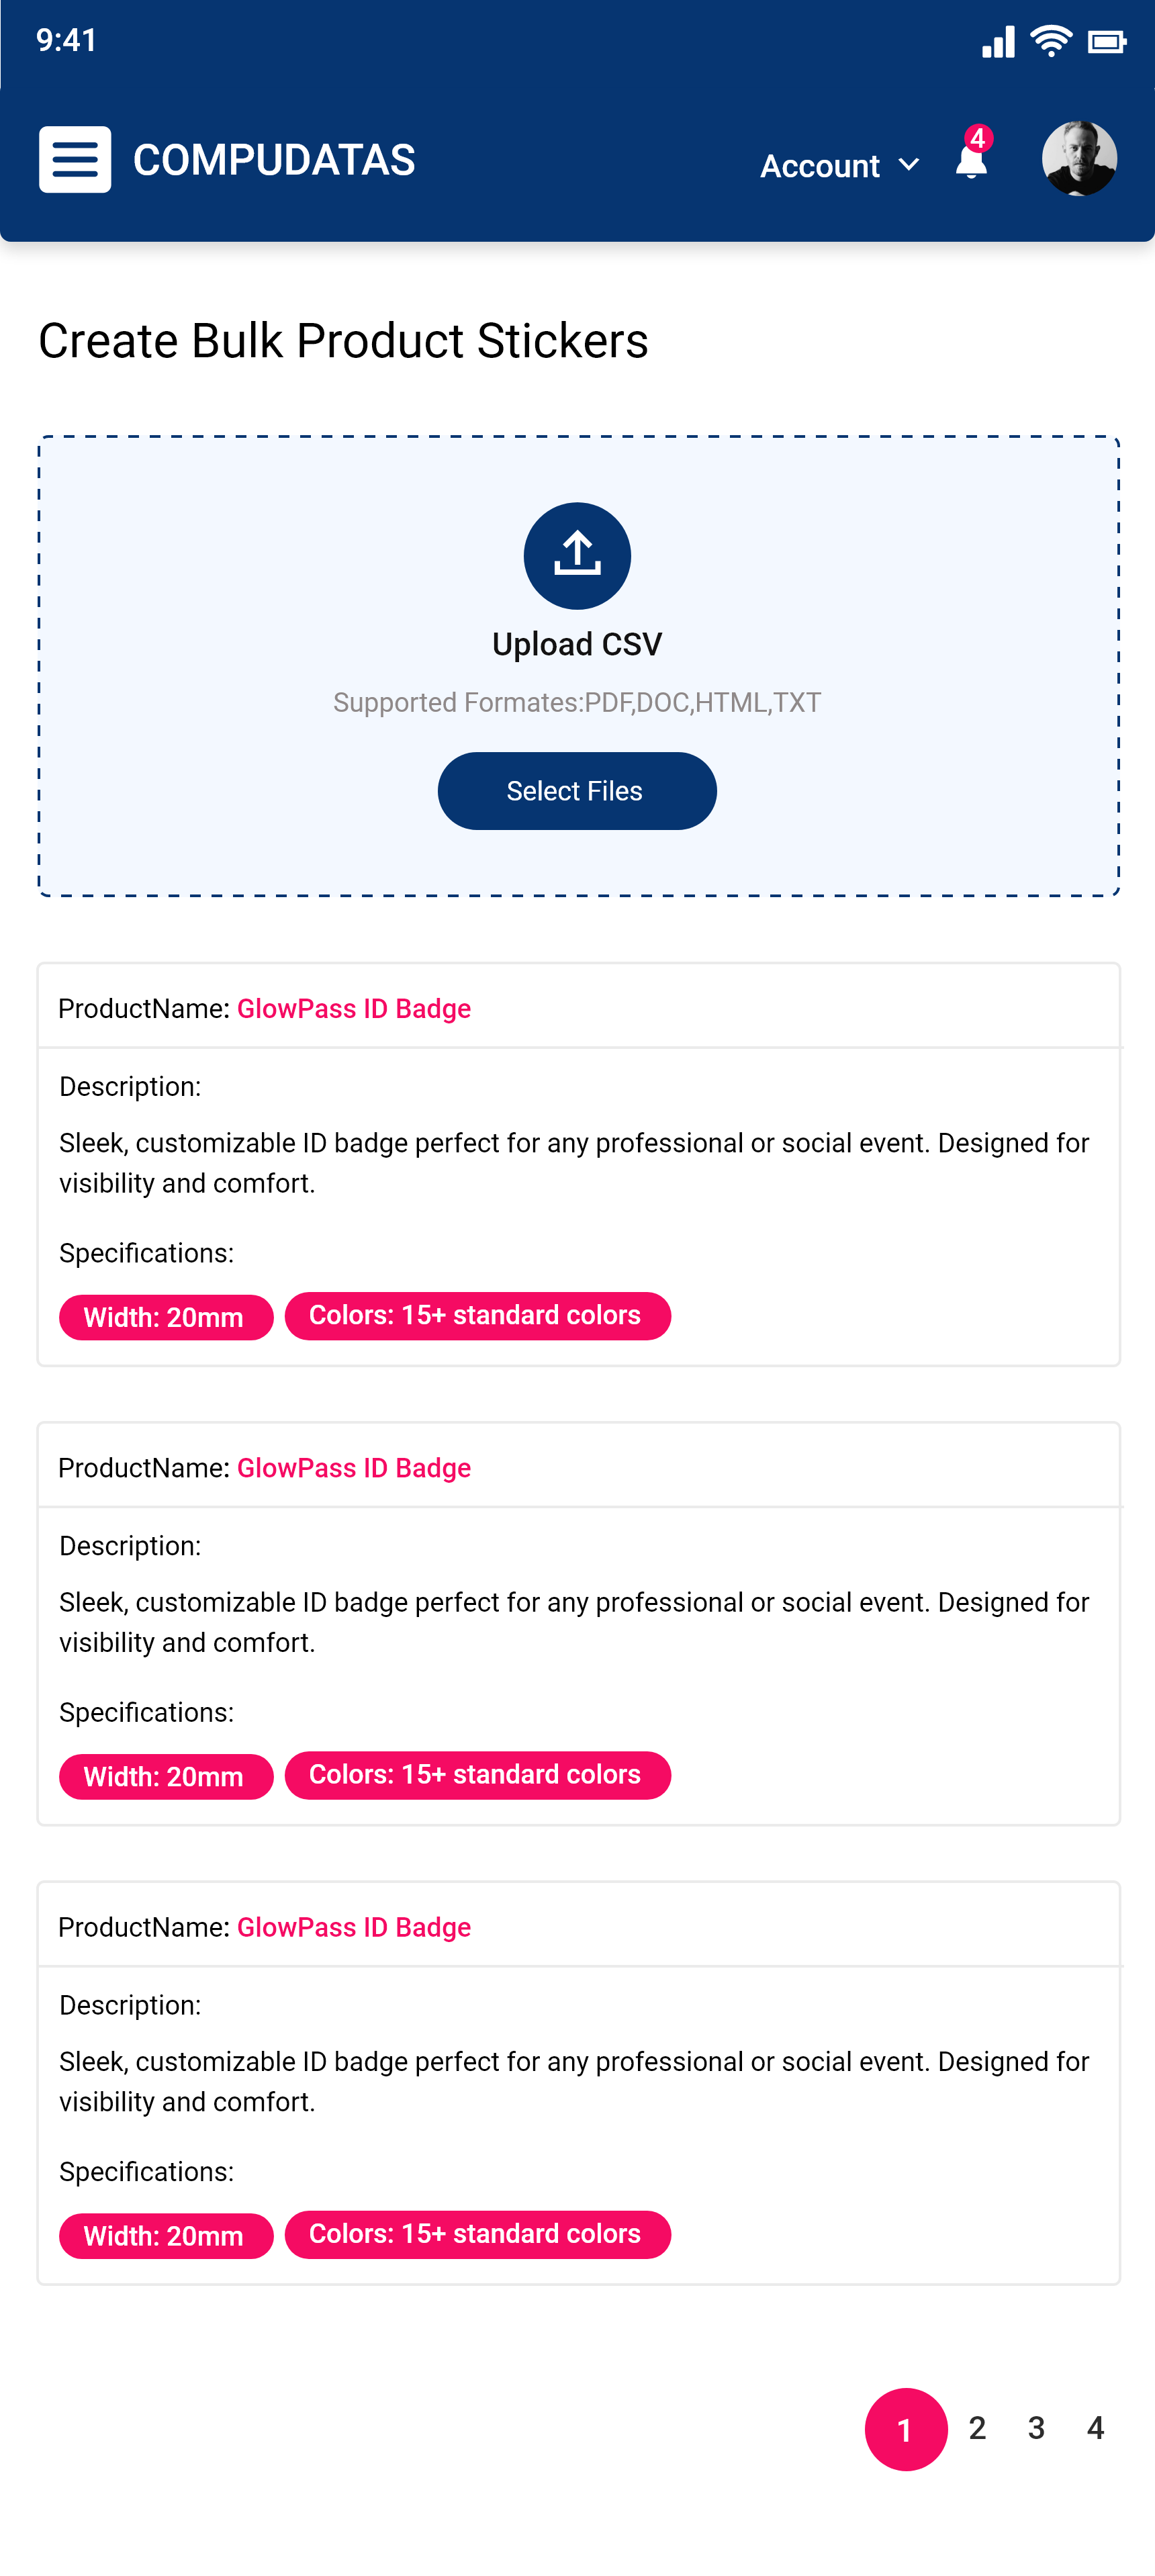 9:41
COMPUDATAS
Account
4
Create Bulk Product Stickers
Upload CSV
Supported Formates:PDF,DOC,HTML,TXT
Select Files
ProductName: GlowPass ID Badge
Description:
Sleek, customizable ID badge perfect for any professional or social event. Designed for
visibility and comfort.
Specifications:
Width: 20mm
Colors: 15+ standard colors
ProductName: GlowPass ID Badge
Description:
Sleek, customizable ID badge perfect for any professional or social event. Designed for
visibility and comfort.
Specifications:
Width: 20mm
Colors: 15+ standard colors
ProductName: GlowPass ID Badge
Description:
Sleek, customizable ID badge perfect for any professional or social event. Designed for
visibility and comfort.
Specifications:
Width: 20mm
Colors: 15+ standard colors
1 2 3 4